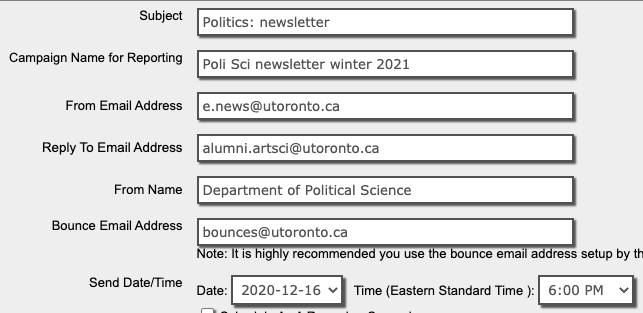 Subject Politics: newsletter
Campaign Name for Reporting Poli Sci newsletter winter 2021
From Email Address e.news@utoronto.ca
Reply To Email Address alumni.artsci@utoronto.ca
From Name Department of Political Science
Bounce Email Address bounces@utoronto.ca
Note: It is highly recommended you use the bounce email address setup by th
Send Date/Time Date: 2020-12-16 Time (Eastern Standard Time ): 6:00 PM